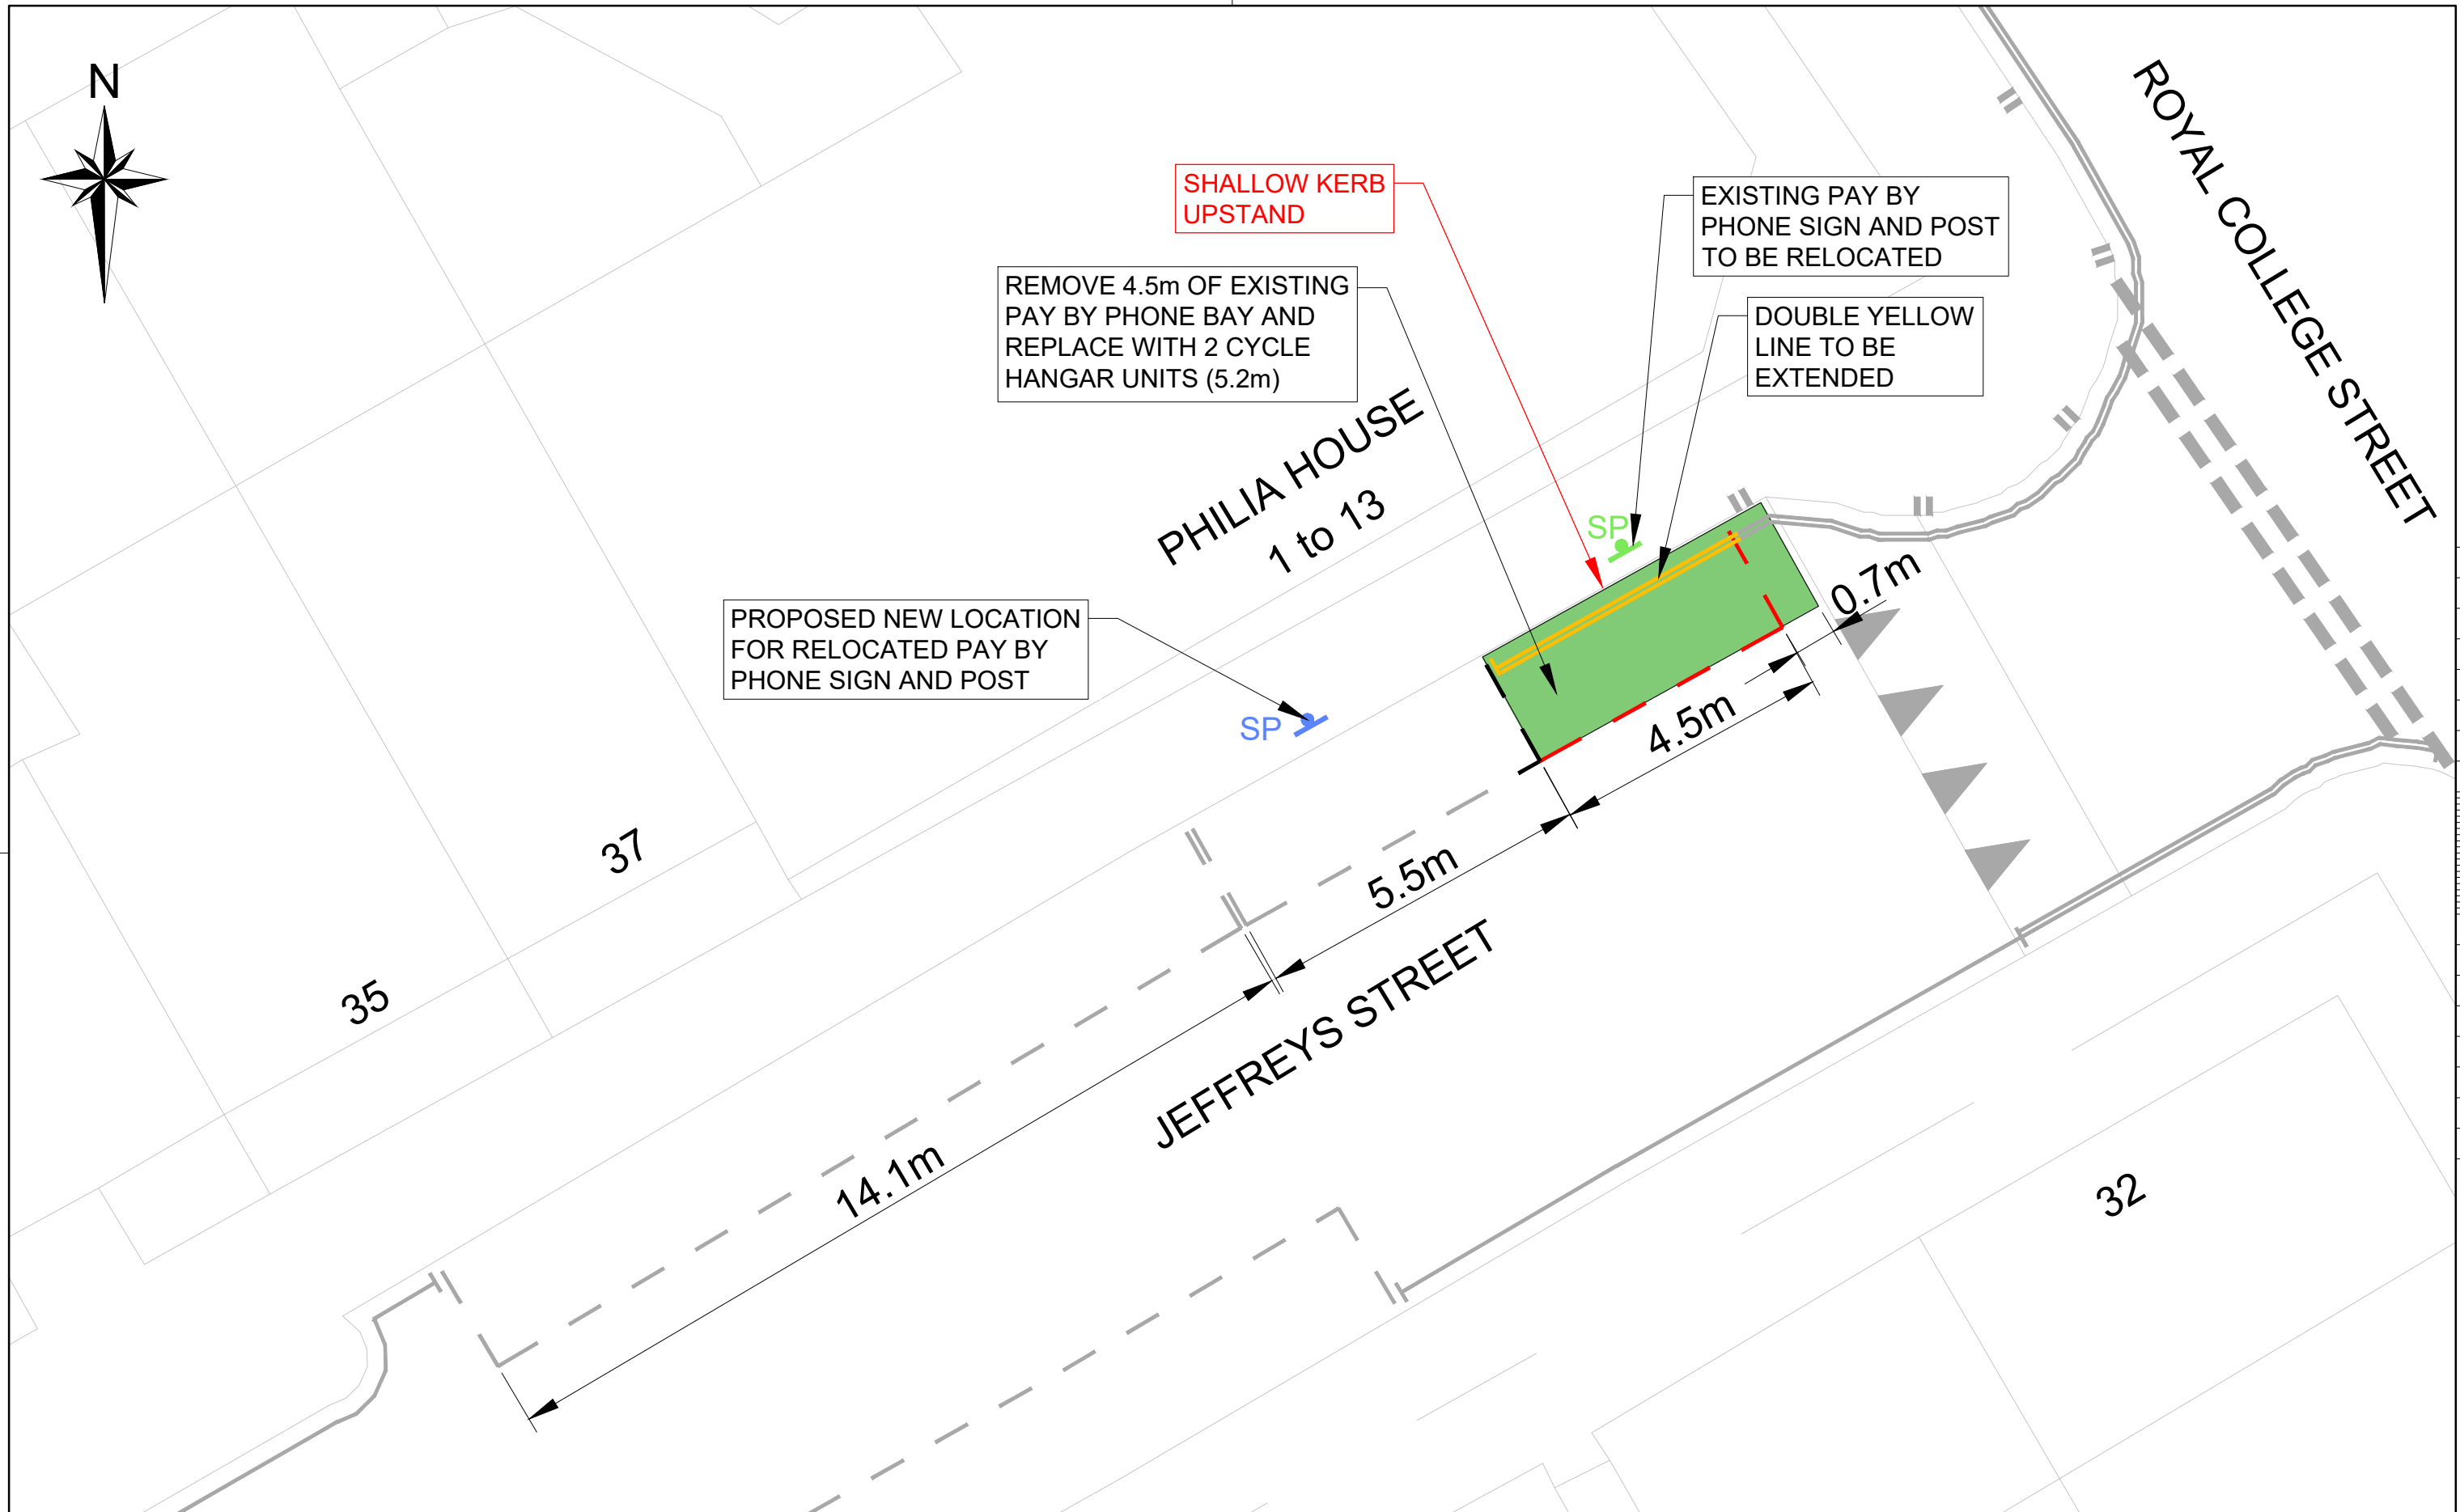 N
ROYAL COLLEGE STREET
SHALLOW KERB
UPSTAND
EXISTING PAY BY
PHONE SIGN AND POST
TO BE RELOCATED
REMOVE 4.5m OF EXISTING
PAY BY PHONE BAY AND
REPLACE WITH 2 CYCLE
HANGAR UNITS (5.2m)
DOUBLE YELLOW
LINE TO BE
EXTENDED
PHILIA HOUSE
1 to 13
SP
0.7m
PROPOSED NEW LOCATION
FOR RELOCATED PAY BY
PHONE SIGN AND POST
SP
4.5m
37
5.5m
35
JEFFREYS STREET
14.1m
32